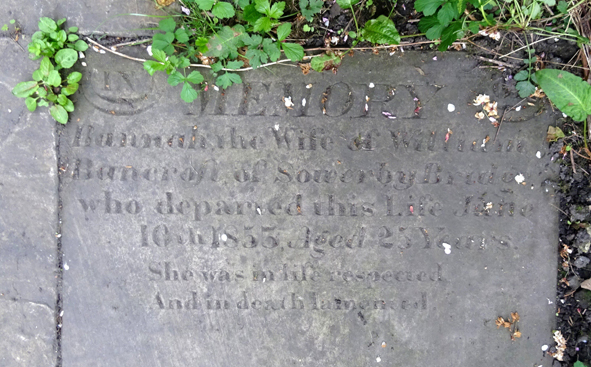 IN
MEMORY
Hannah, the Wife of William
Bancroft of Sowerby Bridge
who departed this Life June
10th 1855, Aged 25 Years.
She was in life respected
And in death lamented